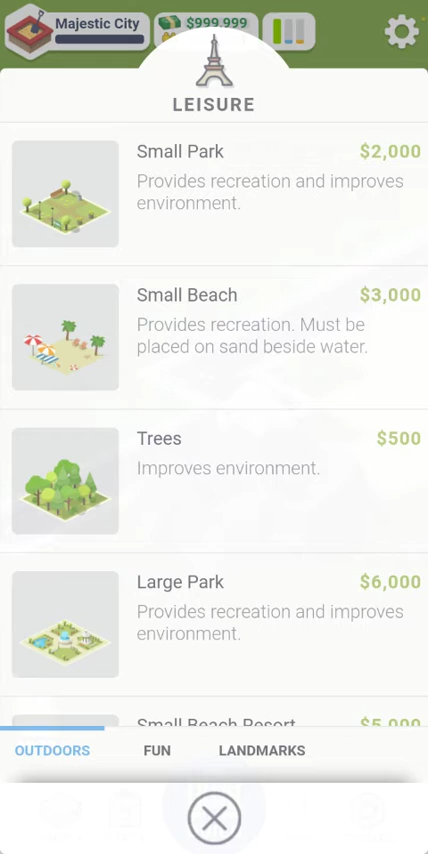 Majestic City
$999,999
LEISURE
Small Park
$2,000
Provides recreation and improves
environment.
Small Beach
$3,000
Provides recreation. Must be
placed on sand beside water.
Trees
$500
Improves environment.
Large Park
$6,000
Provides recreation and improves
environment.
Small Beach Resort
$5,000
OUTDOORS
FUN
LANDMARKS